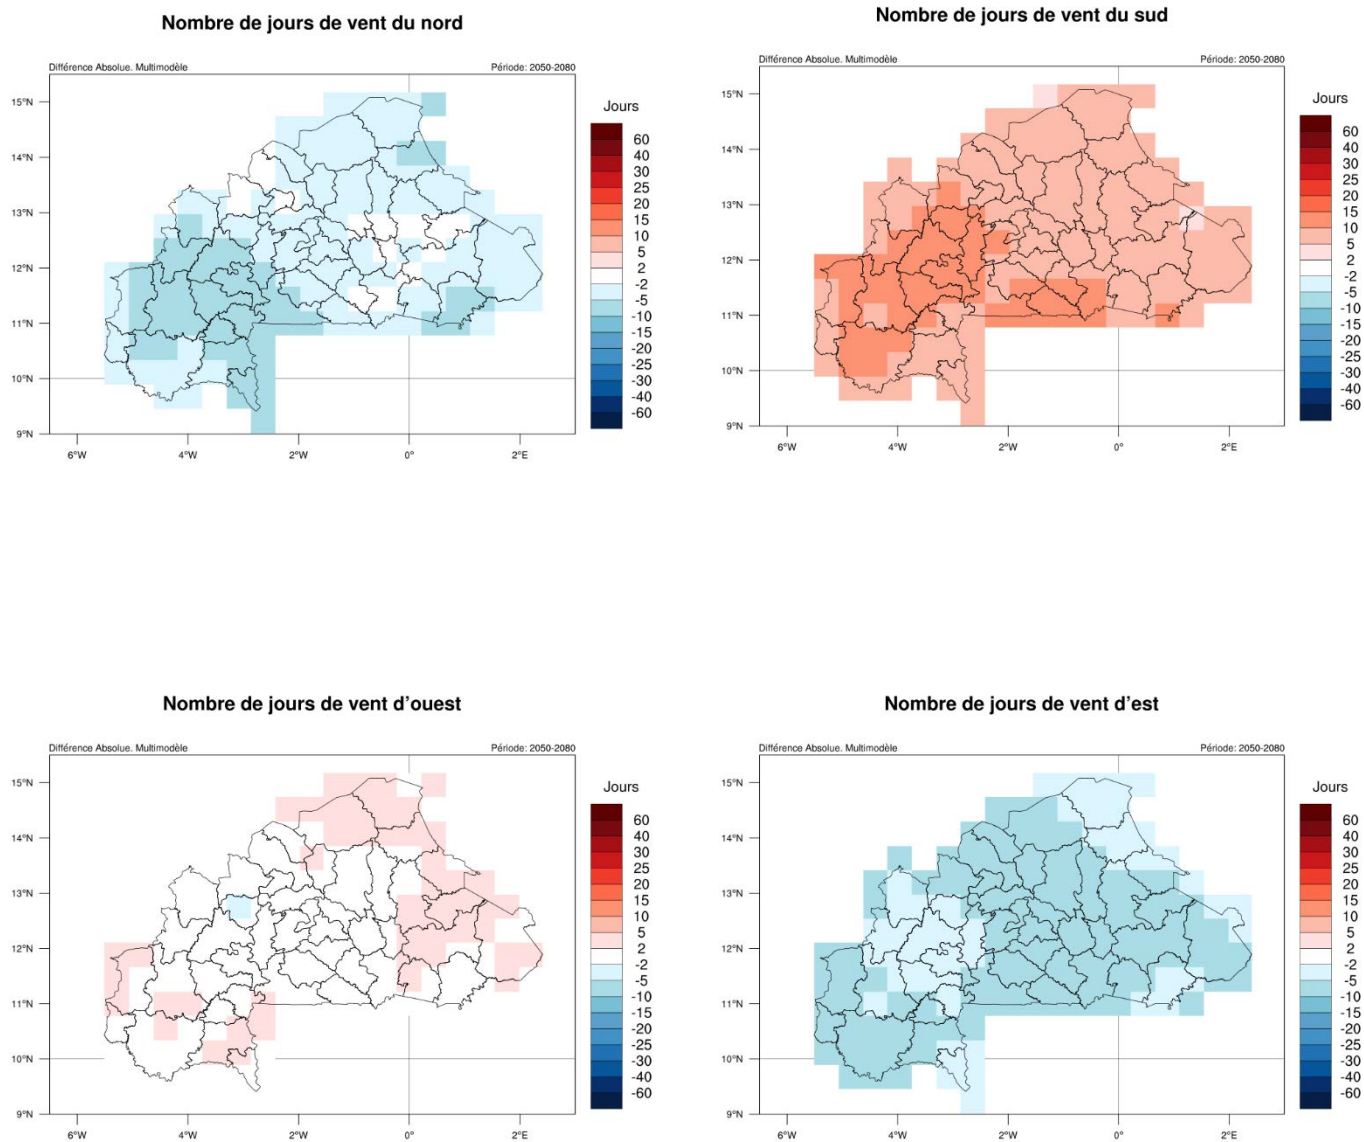 Nombre de jours de vent du nord
Différence Absolue. Multimodèle
Période: 2050-2080
15°N
14°N
13°N
12°N
11°N
10°N
9°N
6°W
4°W
2°W
0°
2°E
Jours
60
40
30
25
20
15
10
5
2
-2
-5
-10
-15
-20
-25
-30
-40
-60
Nombre de jours de vent du sud
Différence Absolue. Multimodèle
Période: 2050-2080
15°N
14°N
13°N
12°N
11°N
10°N
9°N
6°W
4°W
2°W
0°
2°E
Jours
60
40
30
25
20
15
10
5
2
-2
-5
-10
-15
-20
-25
-30
-40
-60
Nombre de jours de vent d'ouest
Différence Absolue. Multimodèle
Période: 2050-2080
15°N
14°N
13°N
12°N
11°N
10°N
9°N
6°W
4°W
2°W
0°
2°E
Jours
60
40
30
25
20
15
10
5
2
-2
-5
-10
-15
-20
-25
-30
-40
-60
Nombre de jours de vent d'est
Différence Absolue. Multimodèle
Période: 2050-2080
15°N
14°N
13°N
12°N
11°N
10°N
9°N
6°W
4°W
2°W
0°
2°E
Jours
60
40
30
25
20
15
10
5
2
-2
-5
-10
-15
-20
-25
-30
-40
-60